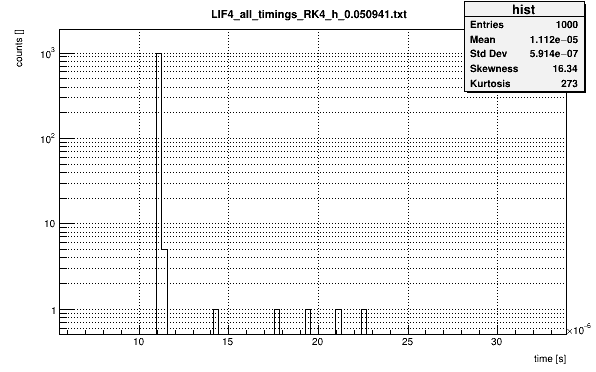 LIF4_all_timings_RK4_h_0.050941.txt
hist
Entries 1000
Mean 1.112e−05
Std Dev 5.914e−07
Skewness 16.34
Kurtosis 273
counts []
10³
10²
10
1
10 15 20 25 30
×10⁻⁶
time [s]